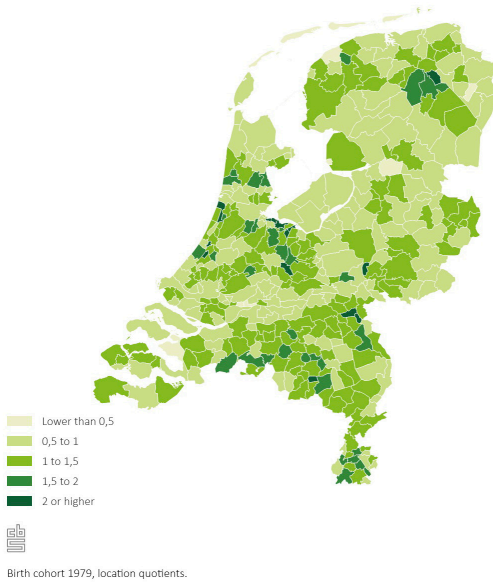 Lower than 0,5
0,5 to 1
1 to 1,5
1,5 to 2
2 or higher
cbs
Birth cohort 1979, location quotients.